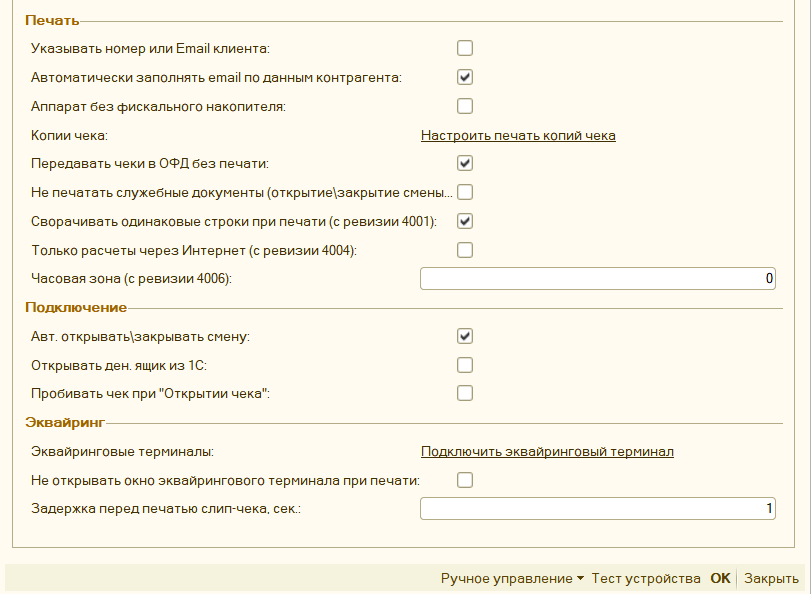 Печать
Указывать номер или Email клиента:
Автоматически заполнять email по данным контрагента:
Аппарат без фискального накопителя:
Копии чека: Настроить печать копий чека
Передавать чеки в ОФД без печати:
Не печатать служебные документы (открытие\закрытие смены...
Сворачивать одинаковые строки при печати (с ревизии 4001):
Только расчеты через Интернет (с ревизии 4004):
Часовая зона (с ревизии 4006): 0
Подключение
Авт. открывать\закрывать смену:
Открывать ден. ящик из 1С:
Пробивать чек при "Открытии чека":
Эквайринг
Эквайринговые терминалы: Подключить эквайринговый терминал
Не открывать окно эквайрингового терминала при печати:
Задержка перед печатью слип-чека, сек.: 1
Ручное управление Тест устройства OK Закрыть